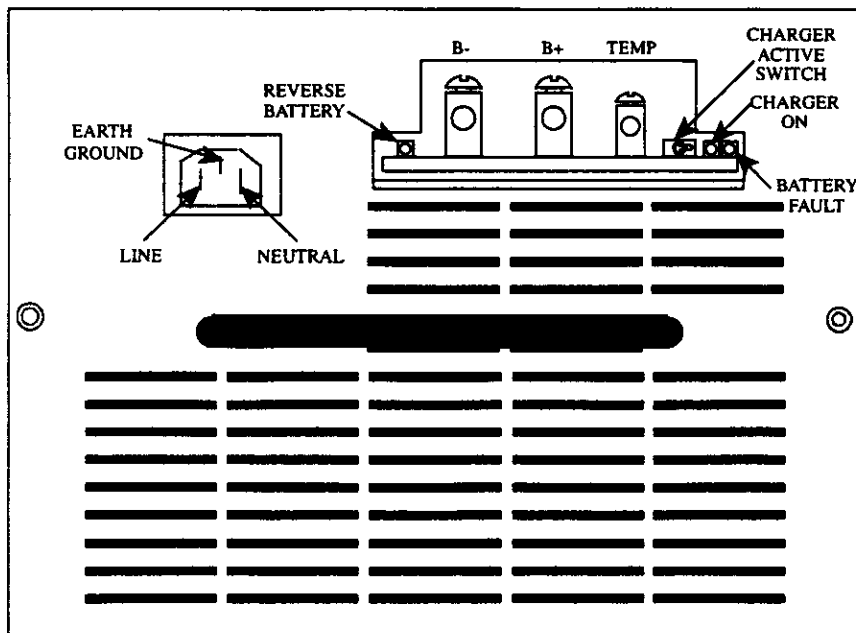 B-
B+
TEMP
CHARGER
ACTIVE
SWITCH
REVERSE
BATTERY
CHARGER
ON
EARTH
GROUND
BATTERY
FAULT
LINE
NEUTRAL